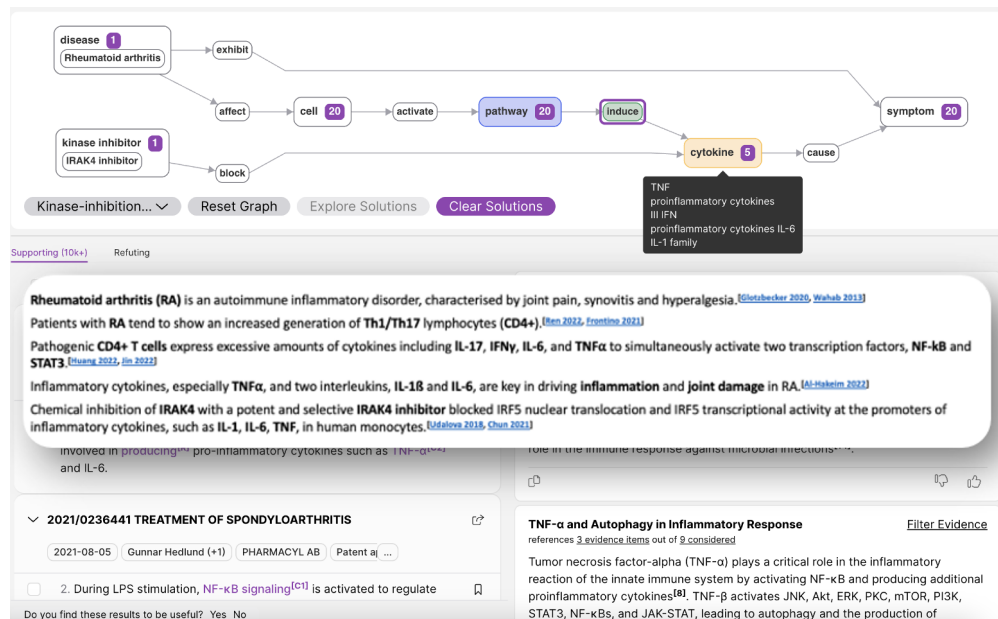 disease 1
Rheumatoid arthritis
exhibit
affect
cell 20
activate
pathway 20
induce
symptom 20
kinase inhibitor 1
IRAK4 inhibitor
block
cytokine 5
cause
TNF
proinflammatory cytokines
III IFN
proinflammatory cytokines IL-6
IL-1 family
Kinase-inhibition...
Reset Graph
Explore Solutions
Clear Solutions
Supporting (10k+)
Refuting
Rheumatoid arthritis (RA) is an autoimmune inflammatory disorder, characterised by joint pain, synovitis and hyperalgesia.[Glotzbecker 2020, Wahab 2013]
Patients with RA tend to show an increased generation of Th1/Th17 lymphocytes (CD4+).[Ren 2022, Frontino 2021]
Pathogenic CD4+ T cells express excessive amounts of cytokines including IL-17, IFNγ, IL-6, and TNFα to simultaneously activate two transcription factors, NF-kB and
STAT3.[Huang 2022, Jin 2022]
Inflammatory cytokines, especially TNFα, and two interleukins, IL-1ß and IL-6, are key in driving inflammation and joint damage in RA.[Al-Hakeim 2022]
Chemical inhibition of IRAK4 with a potent and selective IRAK4 inhibitor blocked IRF5 nuclear translocation and IRF5 transcriptional activity at the promoters of
inflammatory cytokines, such as IL-1, IL-6, TNF, in human monocytes.[Udalova 2018, Chun 2021]
involved in producing pro-inflammatory cytokines such as TNF-α[C2]
and IL-6.
role in the immune response against microbial infections
2021/0236441 TREATMENT OF SPONDYLOARTHRITIS
2021-08-05 Gunnar Hedlund (+1) PHARMACYL AB Patent a ...
2. During LPS stimulation, NF-κB signaling[C1] is activated to regulate
Do you find these results to be useful? Yes No
TNF-α and Autophagy in Inflammatory Response
Filter Evidence
references 3 evidence items out of 9 considered
Tumor necrosis factor-alpha (TNF-α) plays a critical role in the inflammatory
reaction of the innate immune system by activating NF-κB and producing additional
proinflammatory cytokines[8]. TNF-β activates JNK, Akt, ERK, PKC, mTOR, PI3K,
STAT3, NF-κBs, and JAK-STAT, leading to autophagy and the production of